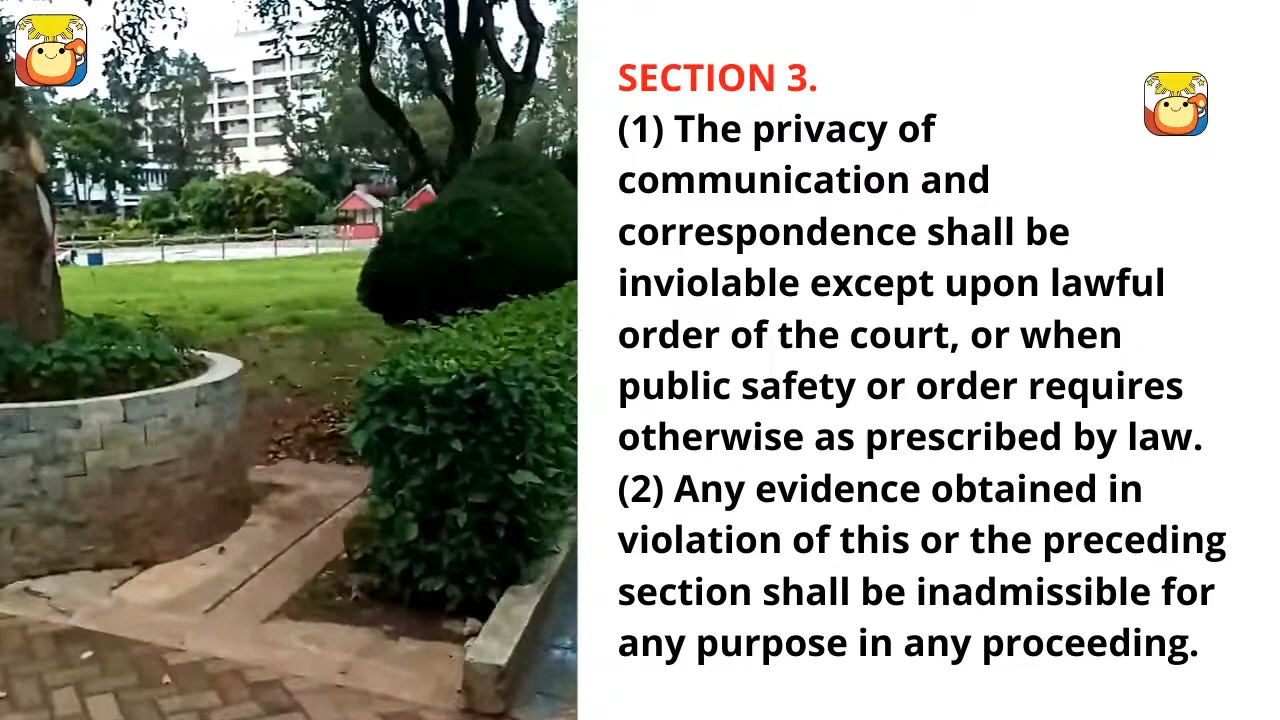 SECTION 3.
(1) The privacy of
communication and
correspondence shall be
inviolable except upon lawful
order of the court, or when
public safety or order requires
otherwise as prescribed by law.
(2) Any evidence obtained in
violation of this or the preceding
section shall be inadmissible for
any purpose in any proceeding.